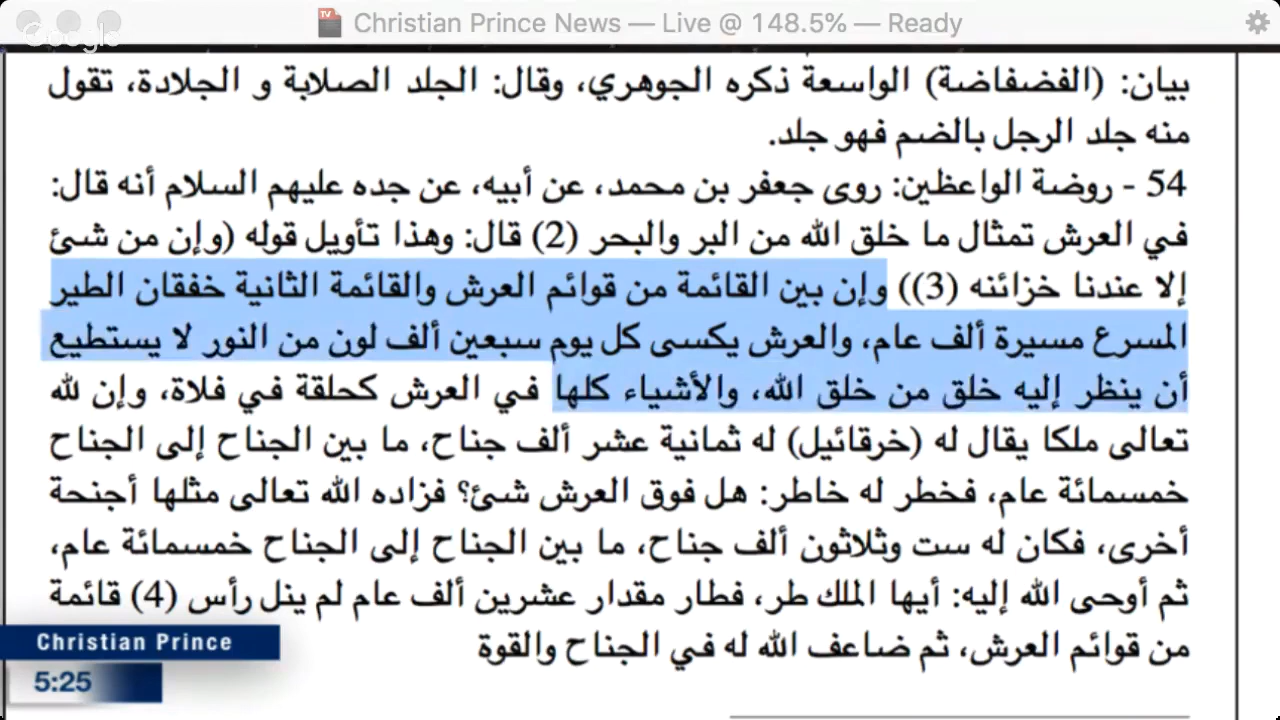 Christian Prince News — Live @ 148.5% — Ready
Google
بيان: (الفضفاضة) الواسعة ذكره الجوهري، وقال: الجلد الصلابة و الجلادة، تقول
منه جلد الرجل بالضم فهو جلد.
54 - روضة الواعظين: روى جعفر بن محمد، عن أبيه، عن جده عليهم السلام أنه قال:
في العرش تمثال ما خلق الله من البر والبحر (2) قال: وهذا تأويل قوله (وإن من شئ
إلا عندنا خزائنه (3)) وإن بين القائمة من قوائم العرش والقائمة الثانية خفقان الطير
المسرع مسيرة ألف عام، والعرش يكسى كل يوم سبعين ألف لون من النور لا يستطيع
أن ينظر إليه خلق من خلق الله، والأشياء كلها في العرش كحلقة في فلاة، وإن لله
تعالى ملكا يقال له (خرقائيل) له ثمانية عشر ألف جناح، ما بين الجناح إلى الجناح
خمسمائة عام، فخطر له خاطر: هل فوق العرش شئ؟ فزاده الله تعالى مثلها أجنحة
أخرى، فكان له ست وثلاثون ألف جناح، ما بين الجناح إلى الجناح خمسمائة عام،
ثم أوحى الله إليه: أيها الملك طر، فطار مقدار عشرين ألف عام لم ينل رأس (4) قائمة
من قوائم العرش، ثم ضاعف الله له في الجناح والقوة
Christian Prince
5:25